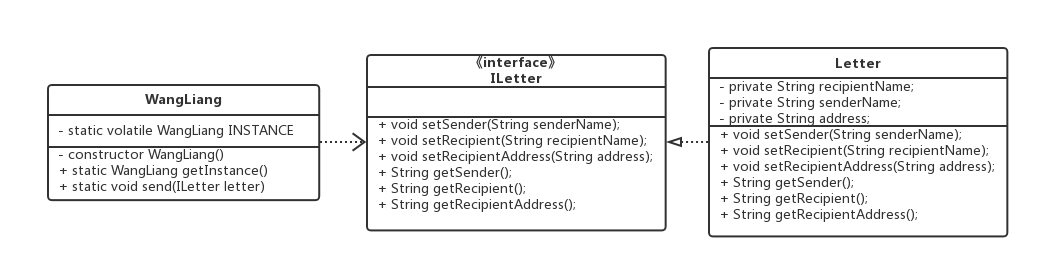 WangLiang
- static volatile WangLiang INSTANCE
- constructor WangLiang()
+ static WangLiang getInstance()
+ static void send(ILetter letter)
《interface》
ILetter
+ void setSender(String senderName);
+ void setRecipient(String recipientName);
+ void setRecipientAddress(String address);
+ String getSender();
+ String getRecipient();
+ String getRecipientAddress();
Letter
- private String recipientName;
- private String senderName;
- private String address;
+ void setSender(String senderName);
+ void setRecipient(String recipientName);
+ void setRecipientAddress(String address);
+ String getSender();
+ String getRecipient();
+ String getRecipientAddress();